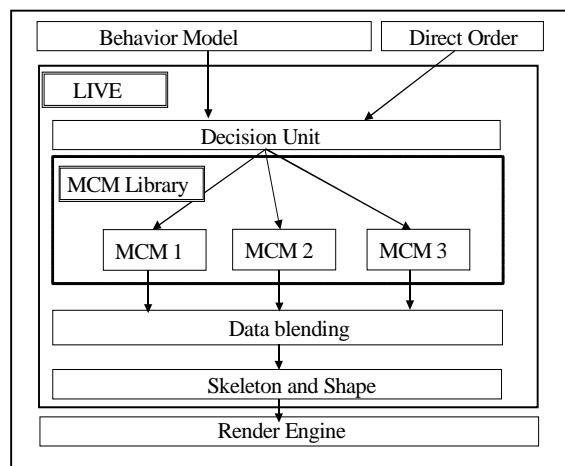 Behavior Model
Direct Order
LIVE
Decision Unit
MCM Library
MCM 1
MCM 2
MCM 3
Data blending
Skeleton and Shape
Render Engine